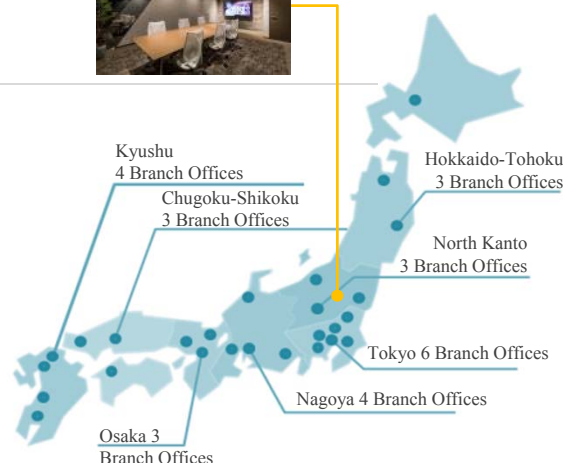 Kyushu
4 Branch Offices
Chugoku-Shikoku
3 Branch Offices
Hokkaido-Tohoku
3 Branch Offices
North Kanto
3 Branch Offices
Tokyo 6 Branch Offices
Nagoya 4 Branch Offices
Osaka 3
Branch Offices